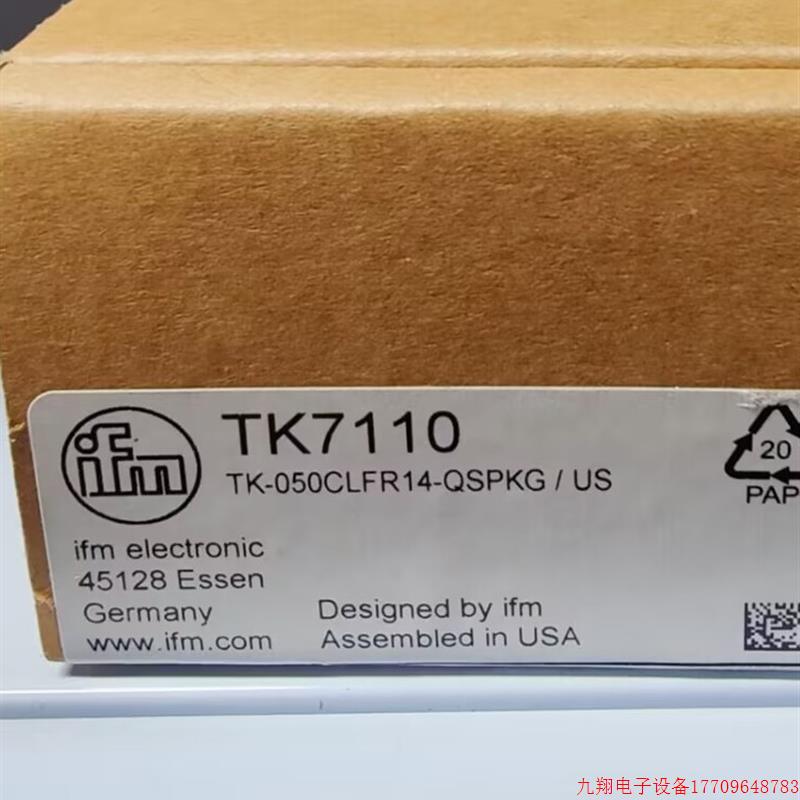 ifm
TK7110
TK-050CLFR14-QSPKG / US
20
PAP
ifm electronic
45128 Essen
Germany
www.ifm.com
Designed by ifm
Assembled in USA
九翔电子设备17709648783